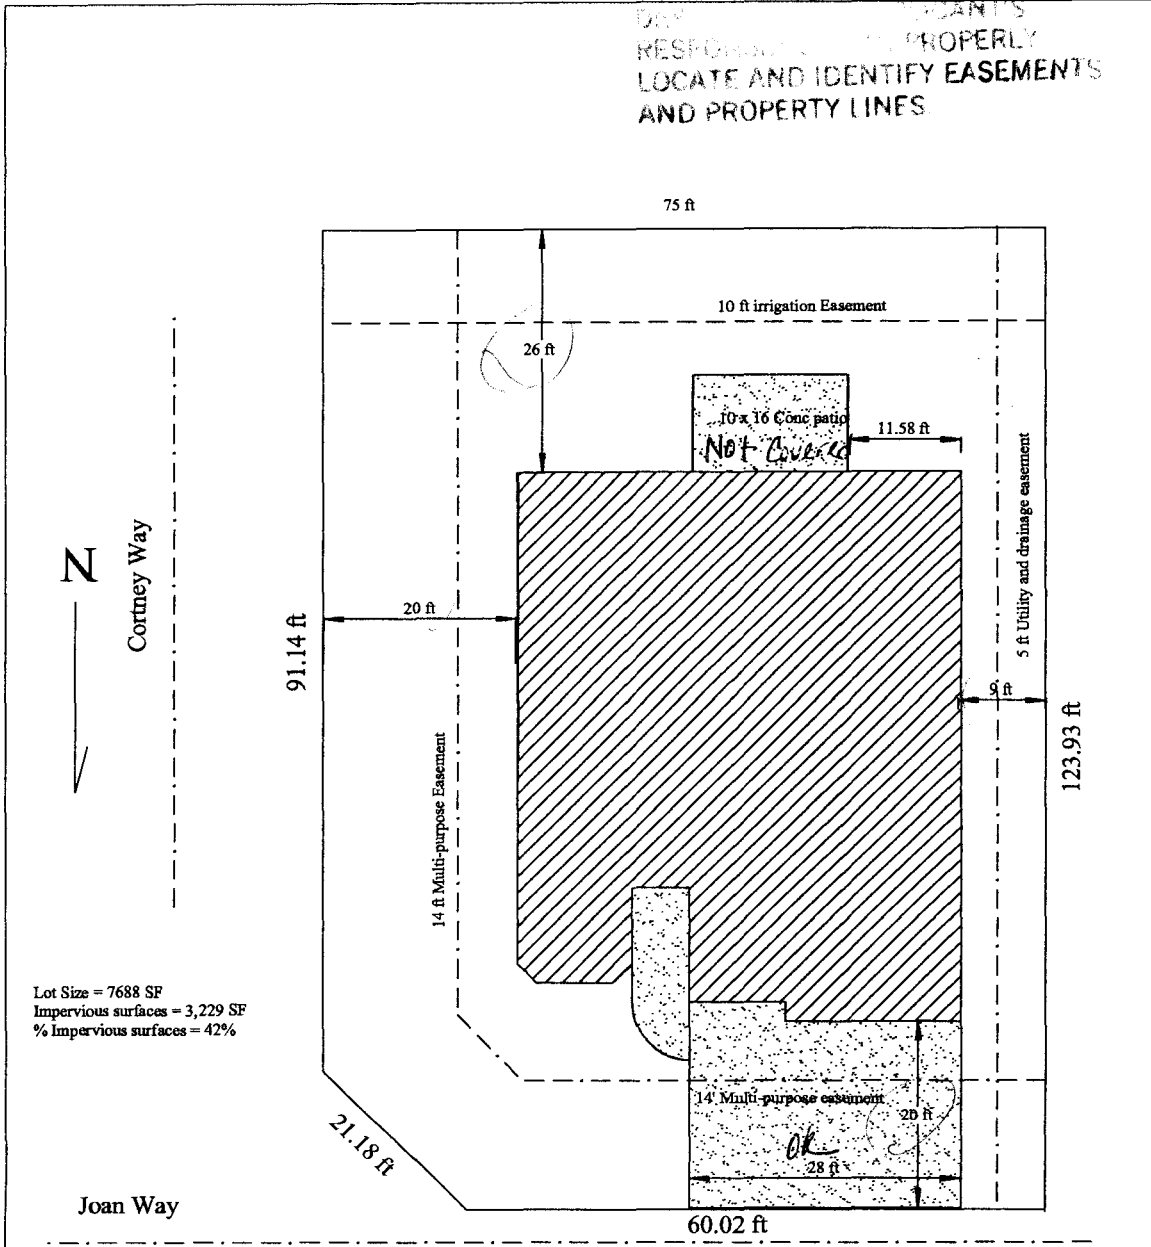 PROPERLY
LOCATE AND IDENTIFY EASEMENTS
AND PROPERTY LINES.
75 ft
10 ft irrigation Easement
26 ft
10 x 16 Conc patio
Not Covered
11.58 ft
5 ft Utility and drainage easement
N
Cortney Way
20 ft
91.14 ft
9 ft
123.93 ft
14 ft Multi-purpose Easement
Lot Size = 7688 SF
Impervious surfaces = 3,229 SF
% Impervious surfaces = 42%
14' Multi-purpose easement
20 ft
OK
28 ft
21.18 ft
Joan Way
60.02 ft